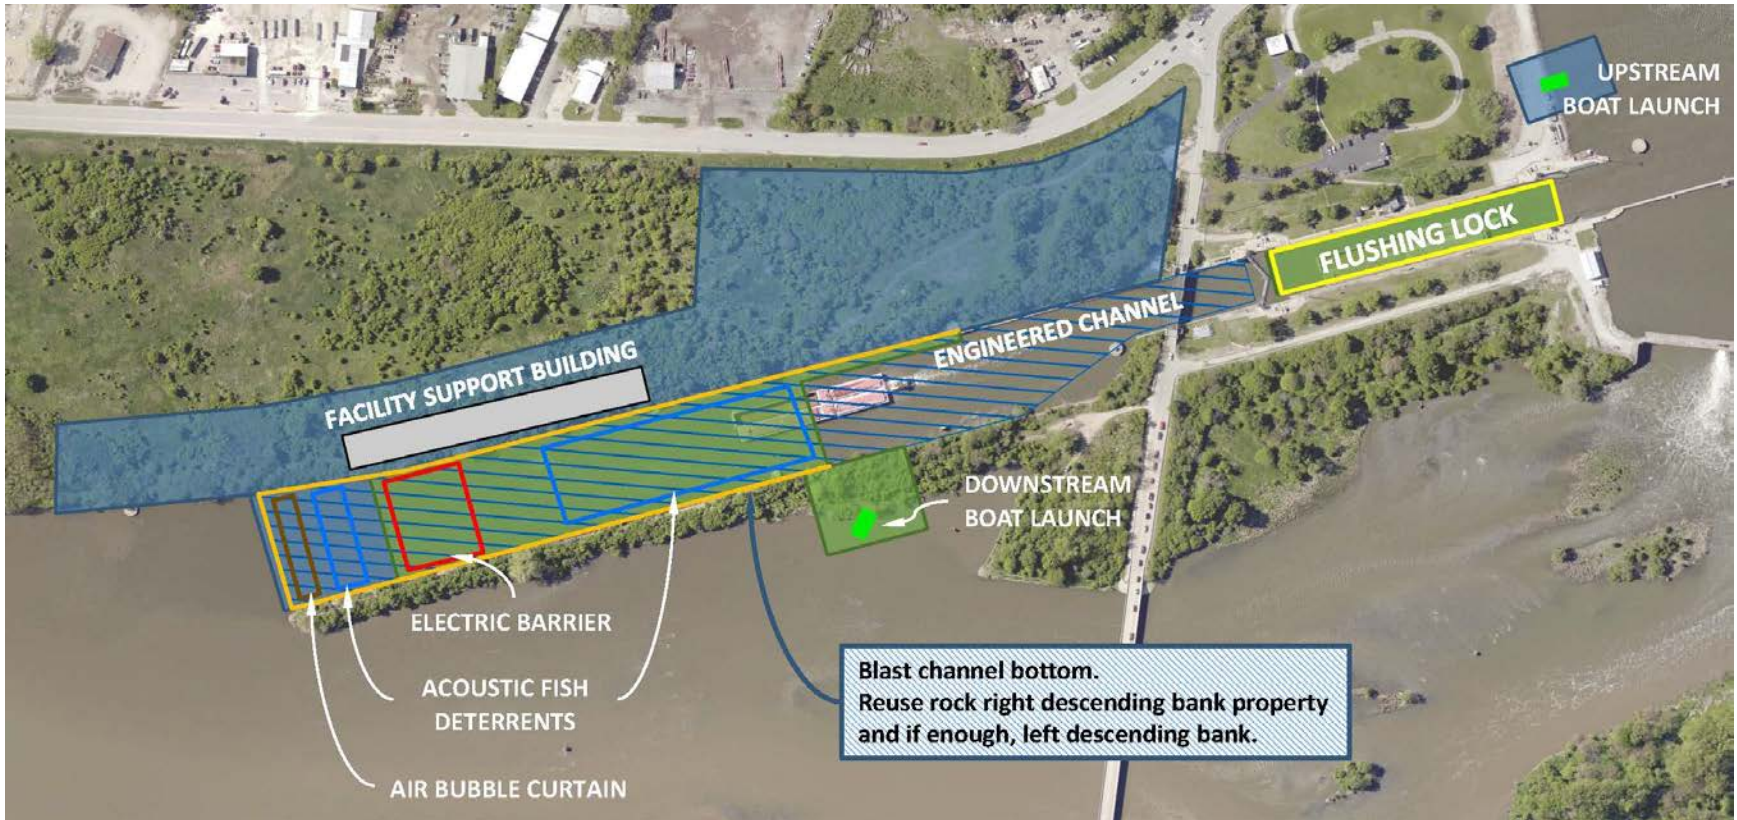 UPSTREAM
BOAT LAUNCH
FLUSHING LOCK
ENGINEERED CHANNEL
FACILITY SUPPORT BUILDING
DOWNSTREAM
BOAT LAUNCH
ELECTRIC BARRIER
ACOUSTIC FISH
DETERRENTS
AIR BUBBLE CURTAIN
Blast channel bottom.
Reuse rock right descending bank property
and if enough, left descending bank.